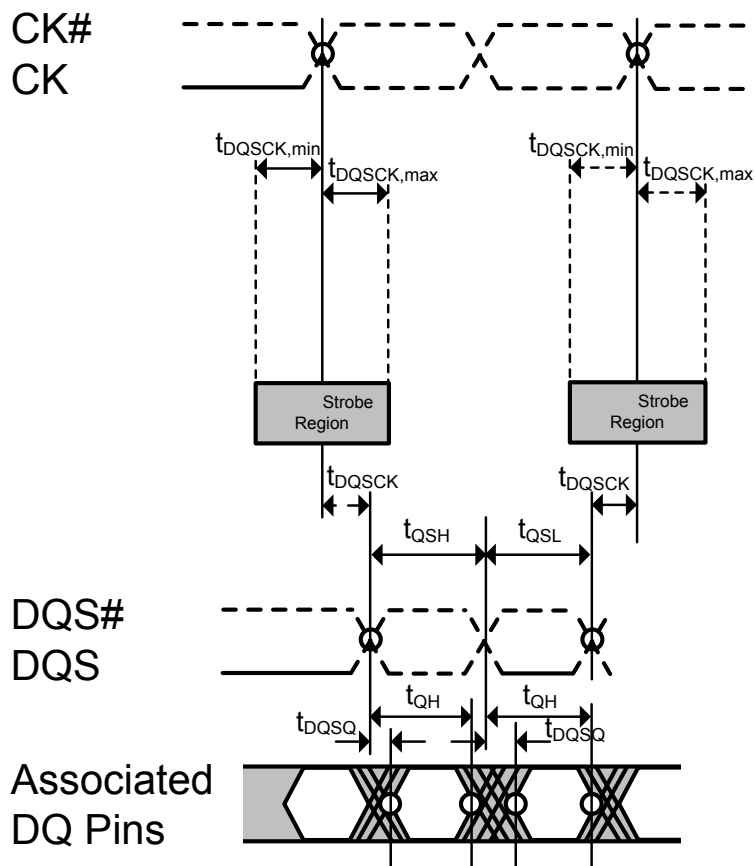 CK#
CK
tDQSCK,min
tDQSCK,max
tDQSCK,min
tDQSCK,max
Strobe
Region
Strobe
Region
tDQSCK
tDQSCK
tQSH
tQSL
DQS#
DQS
tQH
tQH
tDQSQ
tDQSQ
Associated
DQ Pins